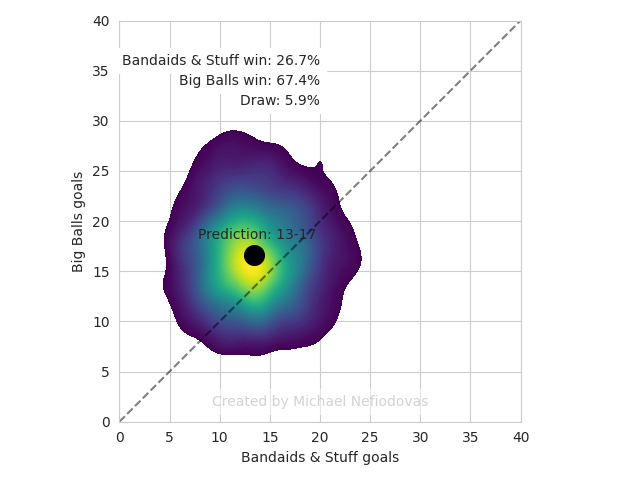 40
Bandaids & Stuff win: 26.7%
35
Big Balls win: 67.4%
Draw: 5.9%
30
25
20
Prediction: 13-17
15
10
5
0
Big Balls goals
Created by Michael Nefiodovas
0 5 10 15 20 25 30 35 40
Bandaids & Stuff goals